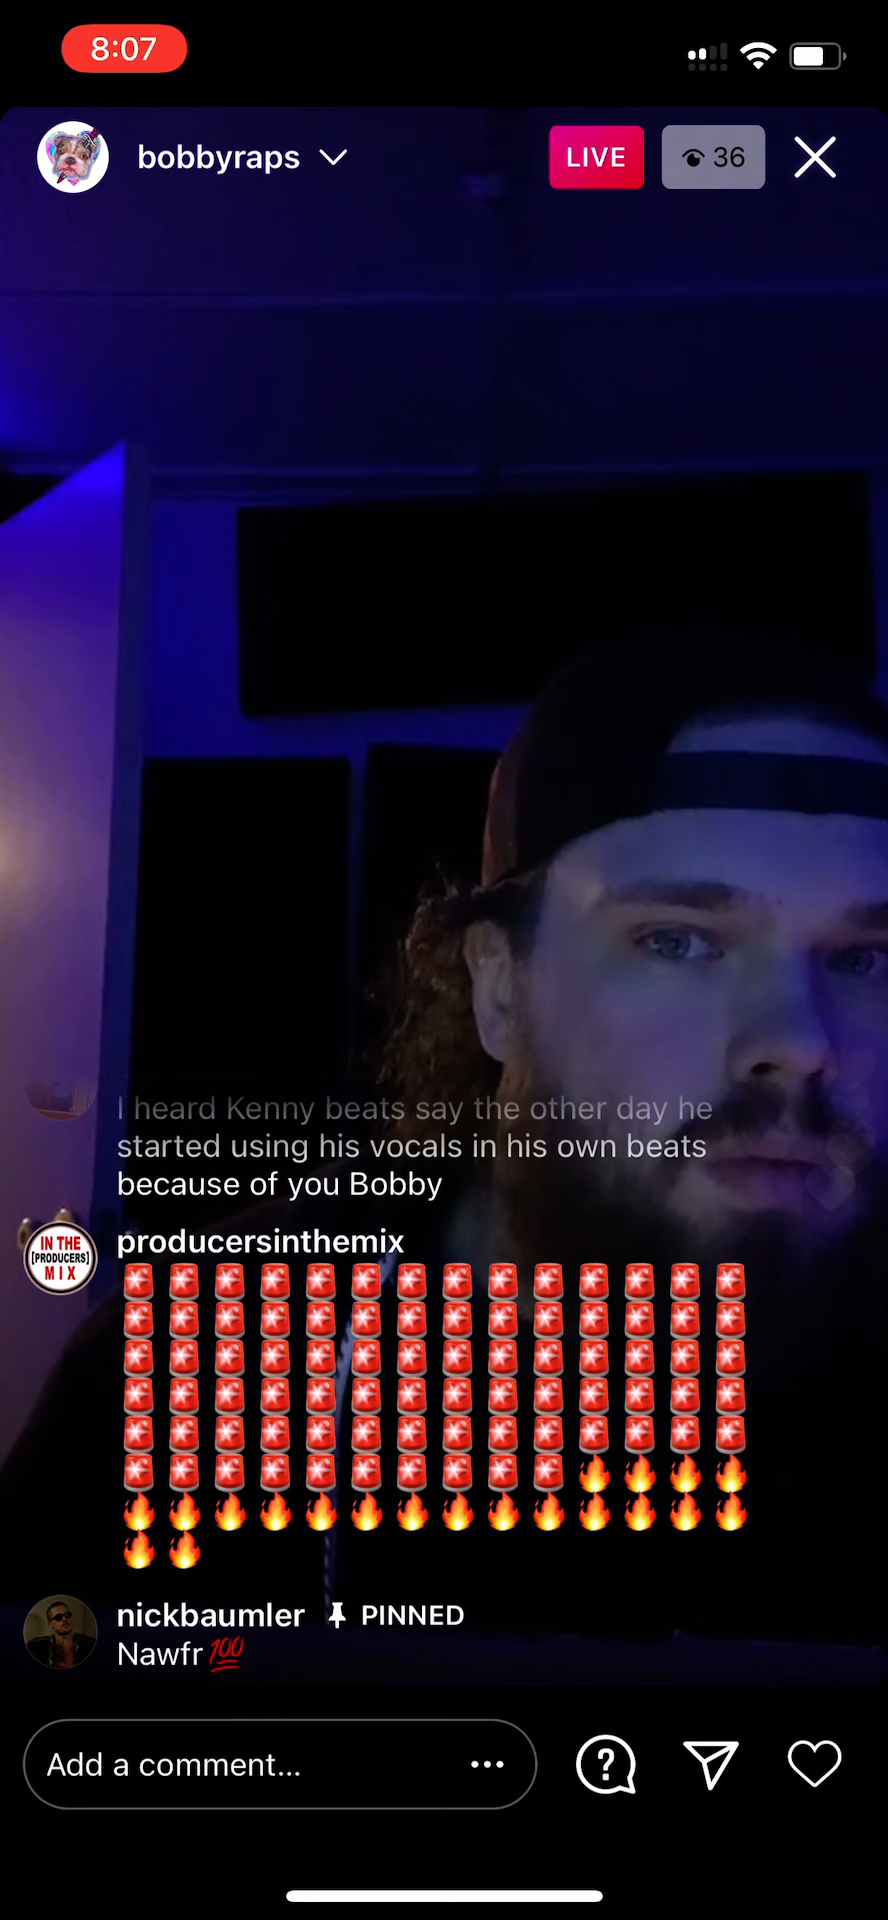 8:07
bobbyraps
LIVE
36
I heard Kenny beats say the other day he
started using his vocals in his own beats
because of you Bobby
IN THE
[PRODUCERS]
MIX
producersinthemix
🚨🚨🚨🚨🚨🚨🚨🚨🚨🚨🚨🚨🚨🚨
🚨🚨🚨🚨🚨🚨🚨🚨🚨🚨🚨🚨🚨🚨
🚨🚨🚨🚨🚨🚨🚨🚨🚨🚨🚨🚨🚨🚨
🚨🚨🚨🚨🚨🚨🚨🚨🚨🚨🚨🚨🚨🚨
🚨🚨🚨🚨🚨🚨🚨🚨🚨🚨🚨🚨🚨🚨
🚨🚨🚨🚨🚨🚨🚨🚨🚨🚨🔥🔥🔥🔥
🔥🔥🔥🔥🔥🔥🔥🔥🔥🔥🔥🔥🔥🔥
🔥🔥
nickbaumler PINNED
Nawfr💯
Add a comment... •••